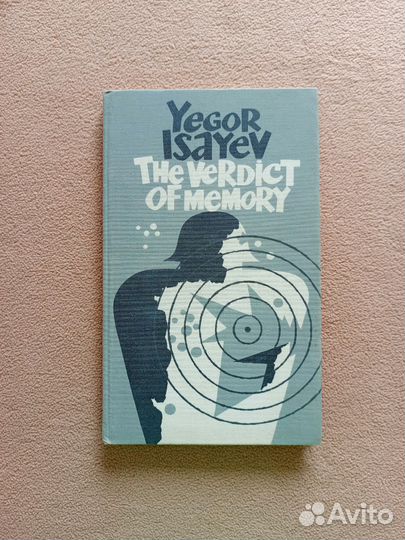 Yegor
Isayev
The Verdict
of Memory
Avito